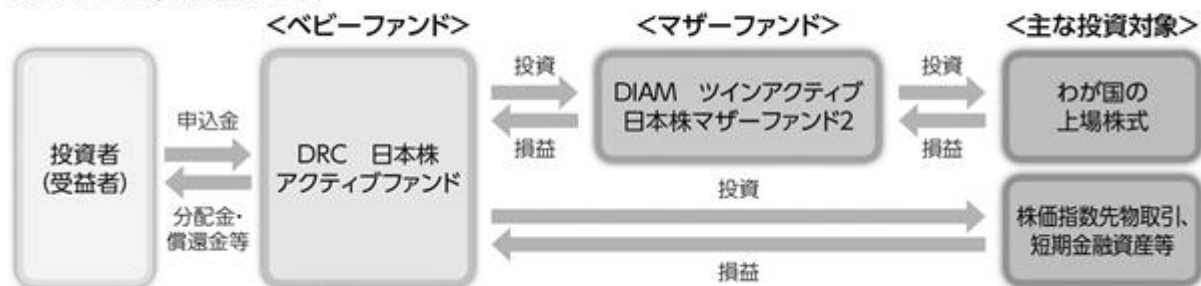 <ベビーファンド>
<マザーファンド>
<主な投資対象>
投資者
(受益者)
申込金
分配金・
償還金等
DRC 日本株
アクティブファンド
投資
損益
DIAM ツインアクティブ
日本株マザーファンド2
投資
損益
わが国の
上場株式
投資
損益
株価指数先物取引、
短期金融資産等